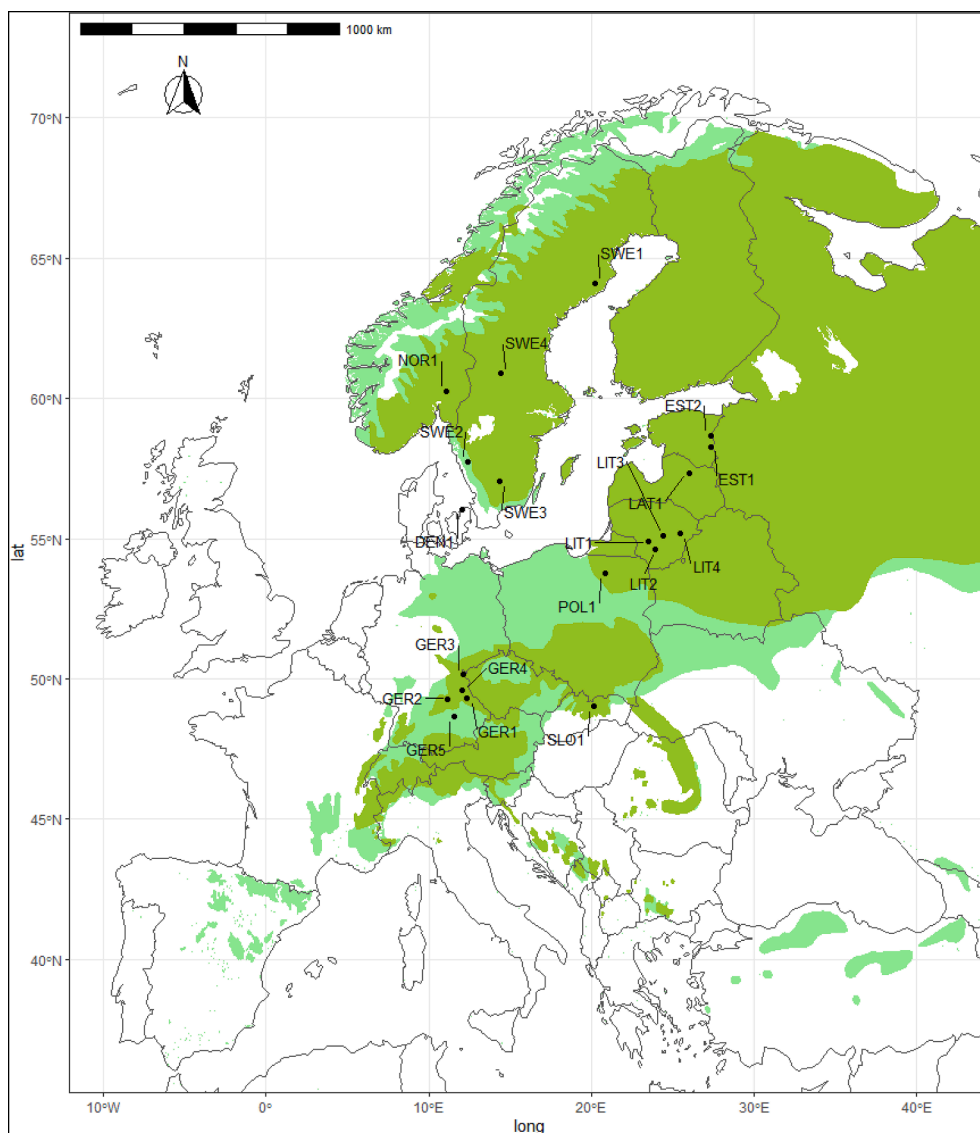 1000 km
N
70°N
SWE1
65°N
SWE4
NOR1
60°N
EST2
SWE2
LIT3
EST1
LAT1
SWE3
DEN1
LIT1
55°N
LIT4
LIT2
POL1
GER3
GER4
50°N
GER2
GER1
SLO1
GER5
45°N
40°N
lat
10°W
0°
10°E
20°E
30°E
40°E
long